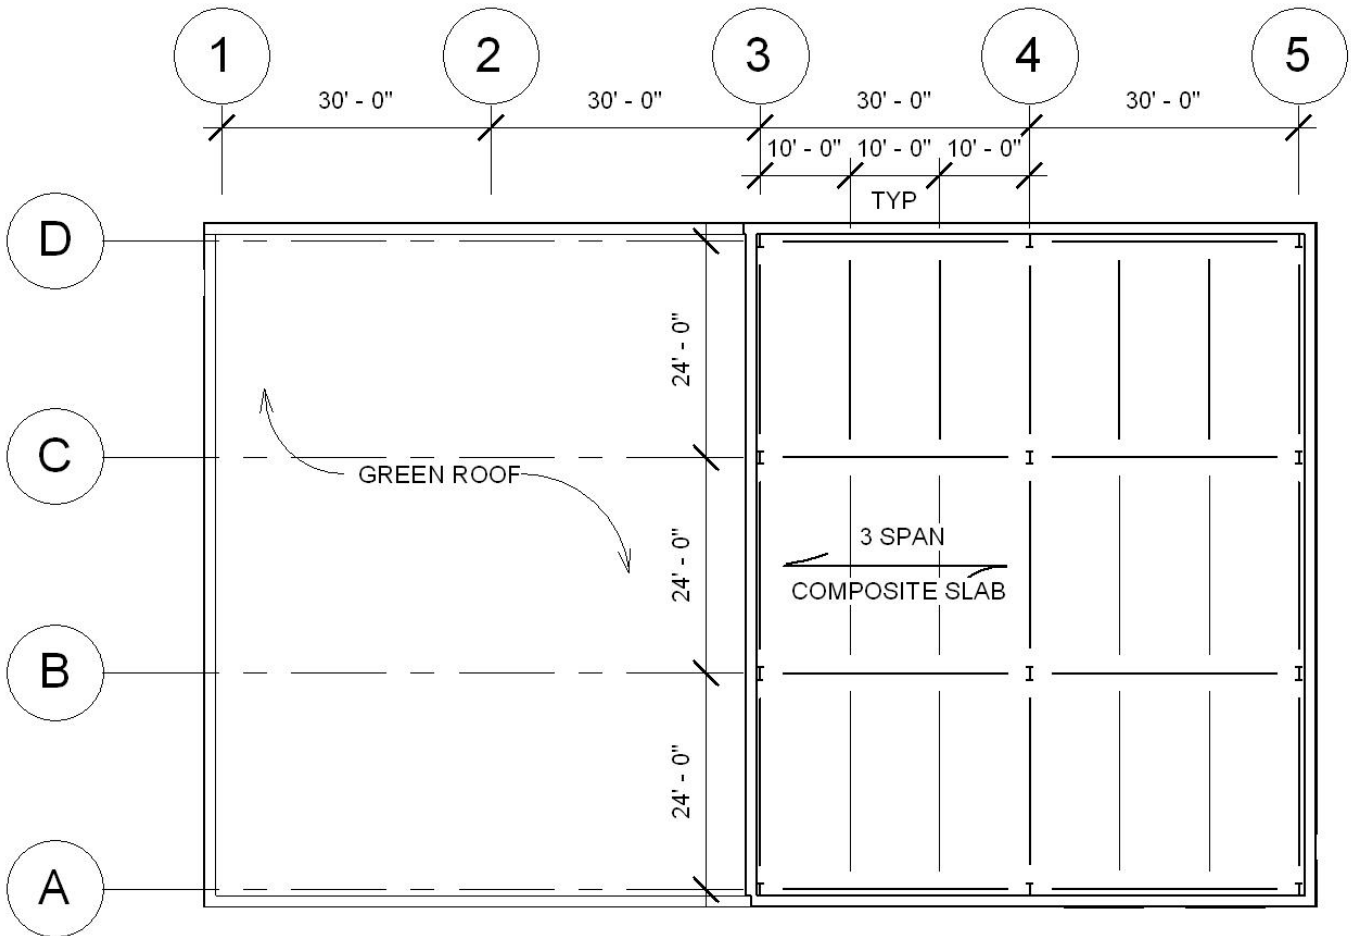 1 2 3 4 5
30' - 0" 30' - 0" 30' - 0" 30' - 0"
10' - 0" 10' - 0" 10' - 0"
TYP
D
24' - 0"
C
GREEN ROOF
3 SPAN
24' - 0"
COMPOSITE SLAB
B
24' - 0"
A